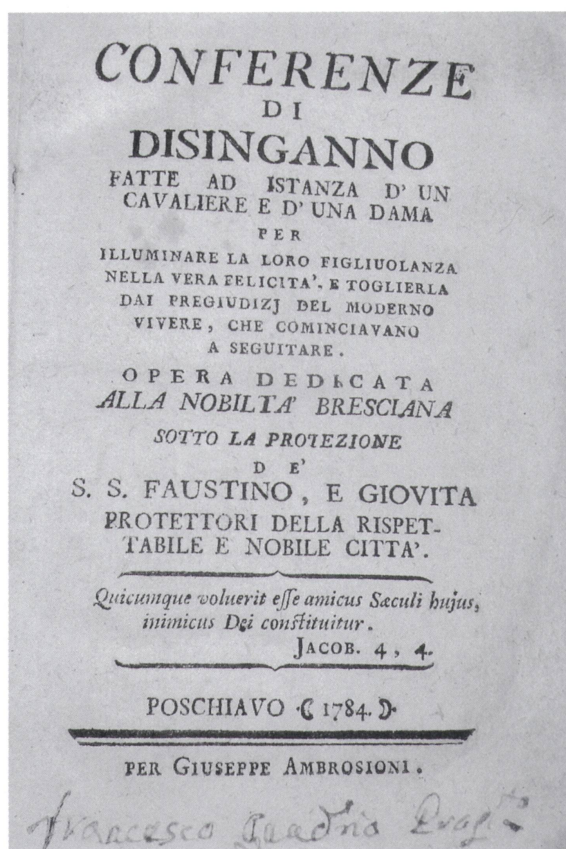 CONFERENZE
DI
DISINGANNO
FATTE AD ISTANZA D' UN
CAVALIERE E D' UNA DAMA
PER
ILLUMINARE LA LORO FIGLIUOLANZA
NELLA VERA FELICITA'. E TOGLIERLA
DAI PREGIUDIZJ DEL MODERNO
VIVERE, CHE COMINCIAVANO
A SEGUITARE.
OPERA DEDICATA
ALLA NOBILTA' BRESCIANA
SOTTO LA PROTEZIONE
DE'
S. S. FAUSTINO, E GIOVITA
PROTETTORI DELLA RISPET-
TABILE E NOBILE CITTA'.
Quicumque voluerit eſſe amicus Sæculi hujus,
inimicus Dei conſtituitur.
JACOB. 4, 4.
POSCHIAVO 1784.
PER GIUSEPPE AMBROSIONI.
Francesco Quadrio